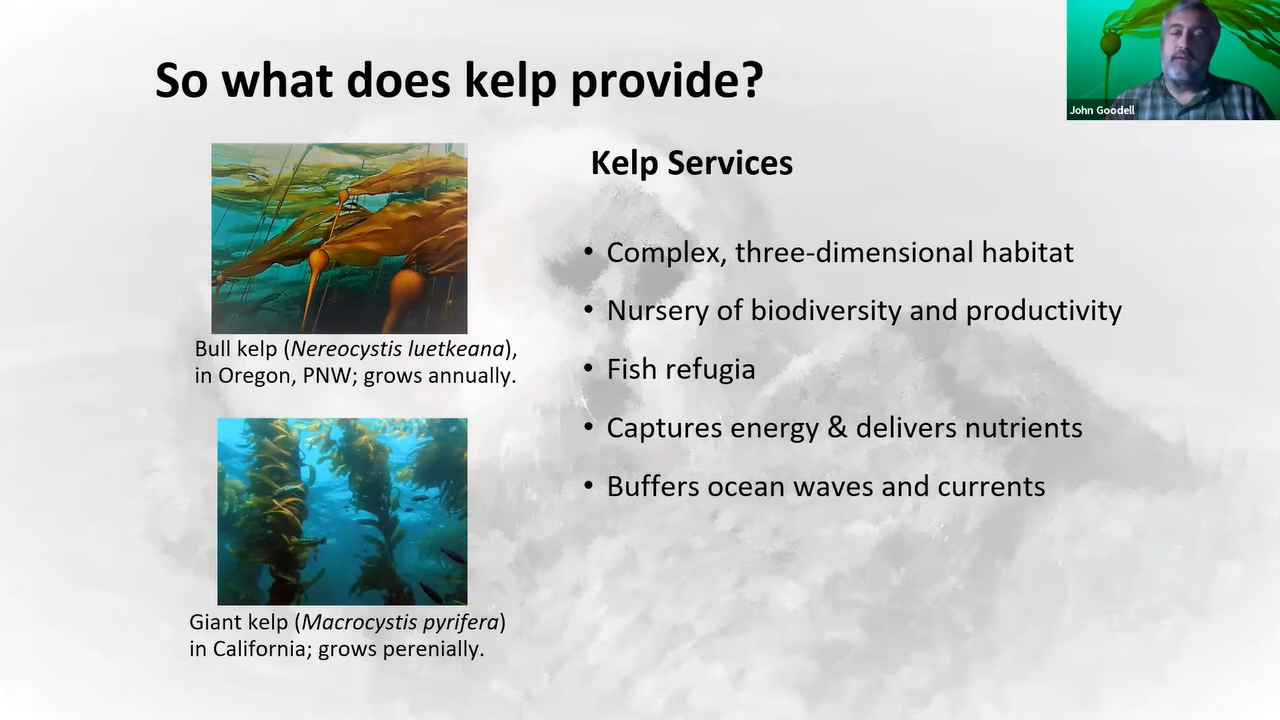 So what does kelp provide?
John Goodell
Kelp Services
• Complex, three-dimensional habitat
• Nursery of biodiversity and productivity
• Fish refugia
• Captures energy & delivers nutrients
• Buffers ocean waves and currents
Bull kelp (Nereocystis luetkeana),
in Oregon, PNW; grows annually.
Giant kelp (Macrocystis pyrifera)
in California; grows perenially.